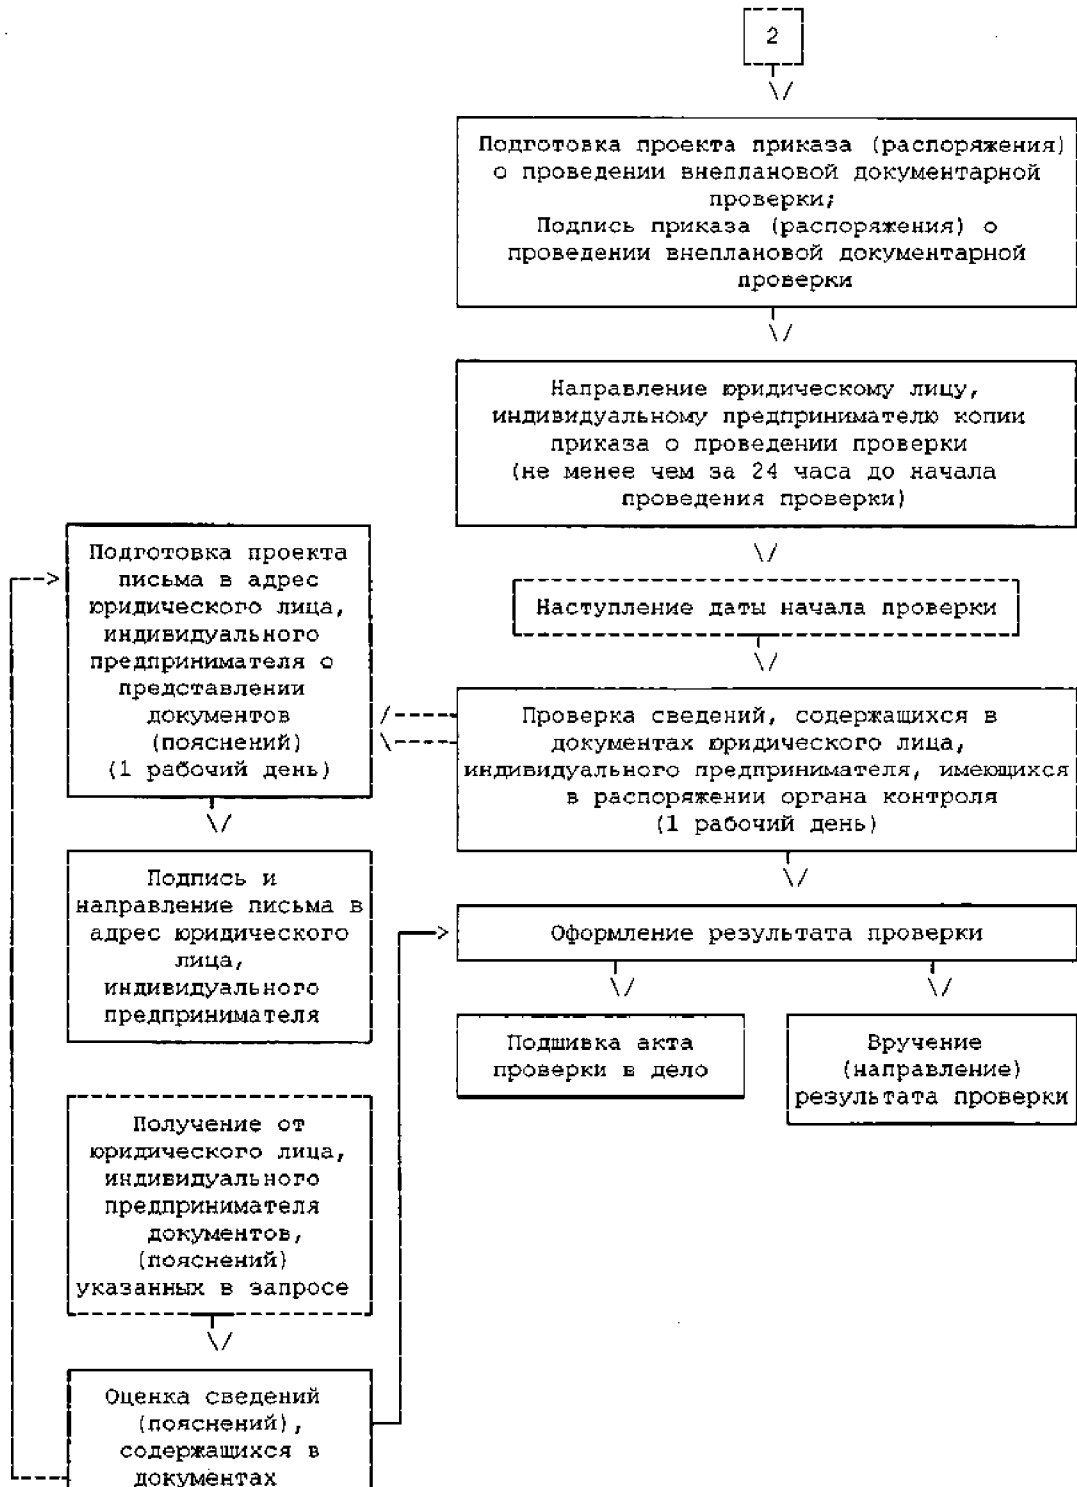 2
Подготовка проекта приказа (распоряжения)
о проведении внеплановой документарной
проверки;
Подпись приказа (распоряжения) о
проведении внеплановой документарной
проверки
Направление юридическому лицу,
индивидуальному предпринимателю копии
приказа о проведении проверки
(не менее чем за 24 часа до начала
проведения проверки)
Наступление даты начала проверки
Проверка сведений, содержащихся в
документах юридического лица,
индивидуального предпринимателя, имеющихся
в распоряжении органа контроля
(1 рабочий день)
Подготовка проекта
письма в адрес
юридического лица,
индивидуального
предпринимателя о
представлении
документов
(пояснений)
(1 рабочий день)
Подпись и
направление письма в
адрес юридического
лица,
индивидуального
предпринимателя
Получение от
юридического лица,
индивидуального
предпринимателя
документов,
(пояснений)
указанных в запросе
Оценка сведений
(пояснений),
содержащихся в
документах
Оформление результата проверки
Подшивка акта
проверки в дело
Вручение
(направление)
результата проверки